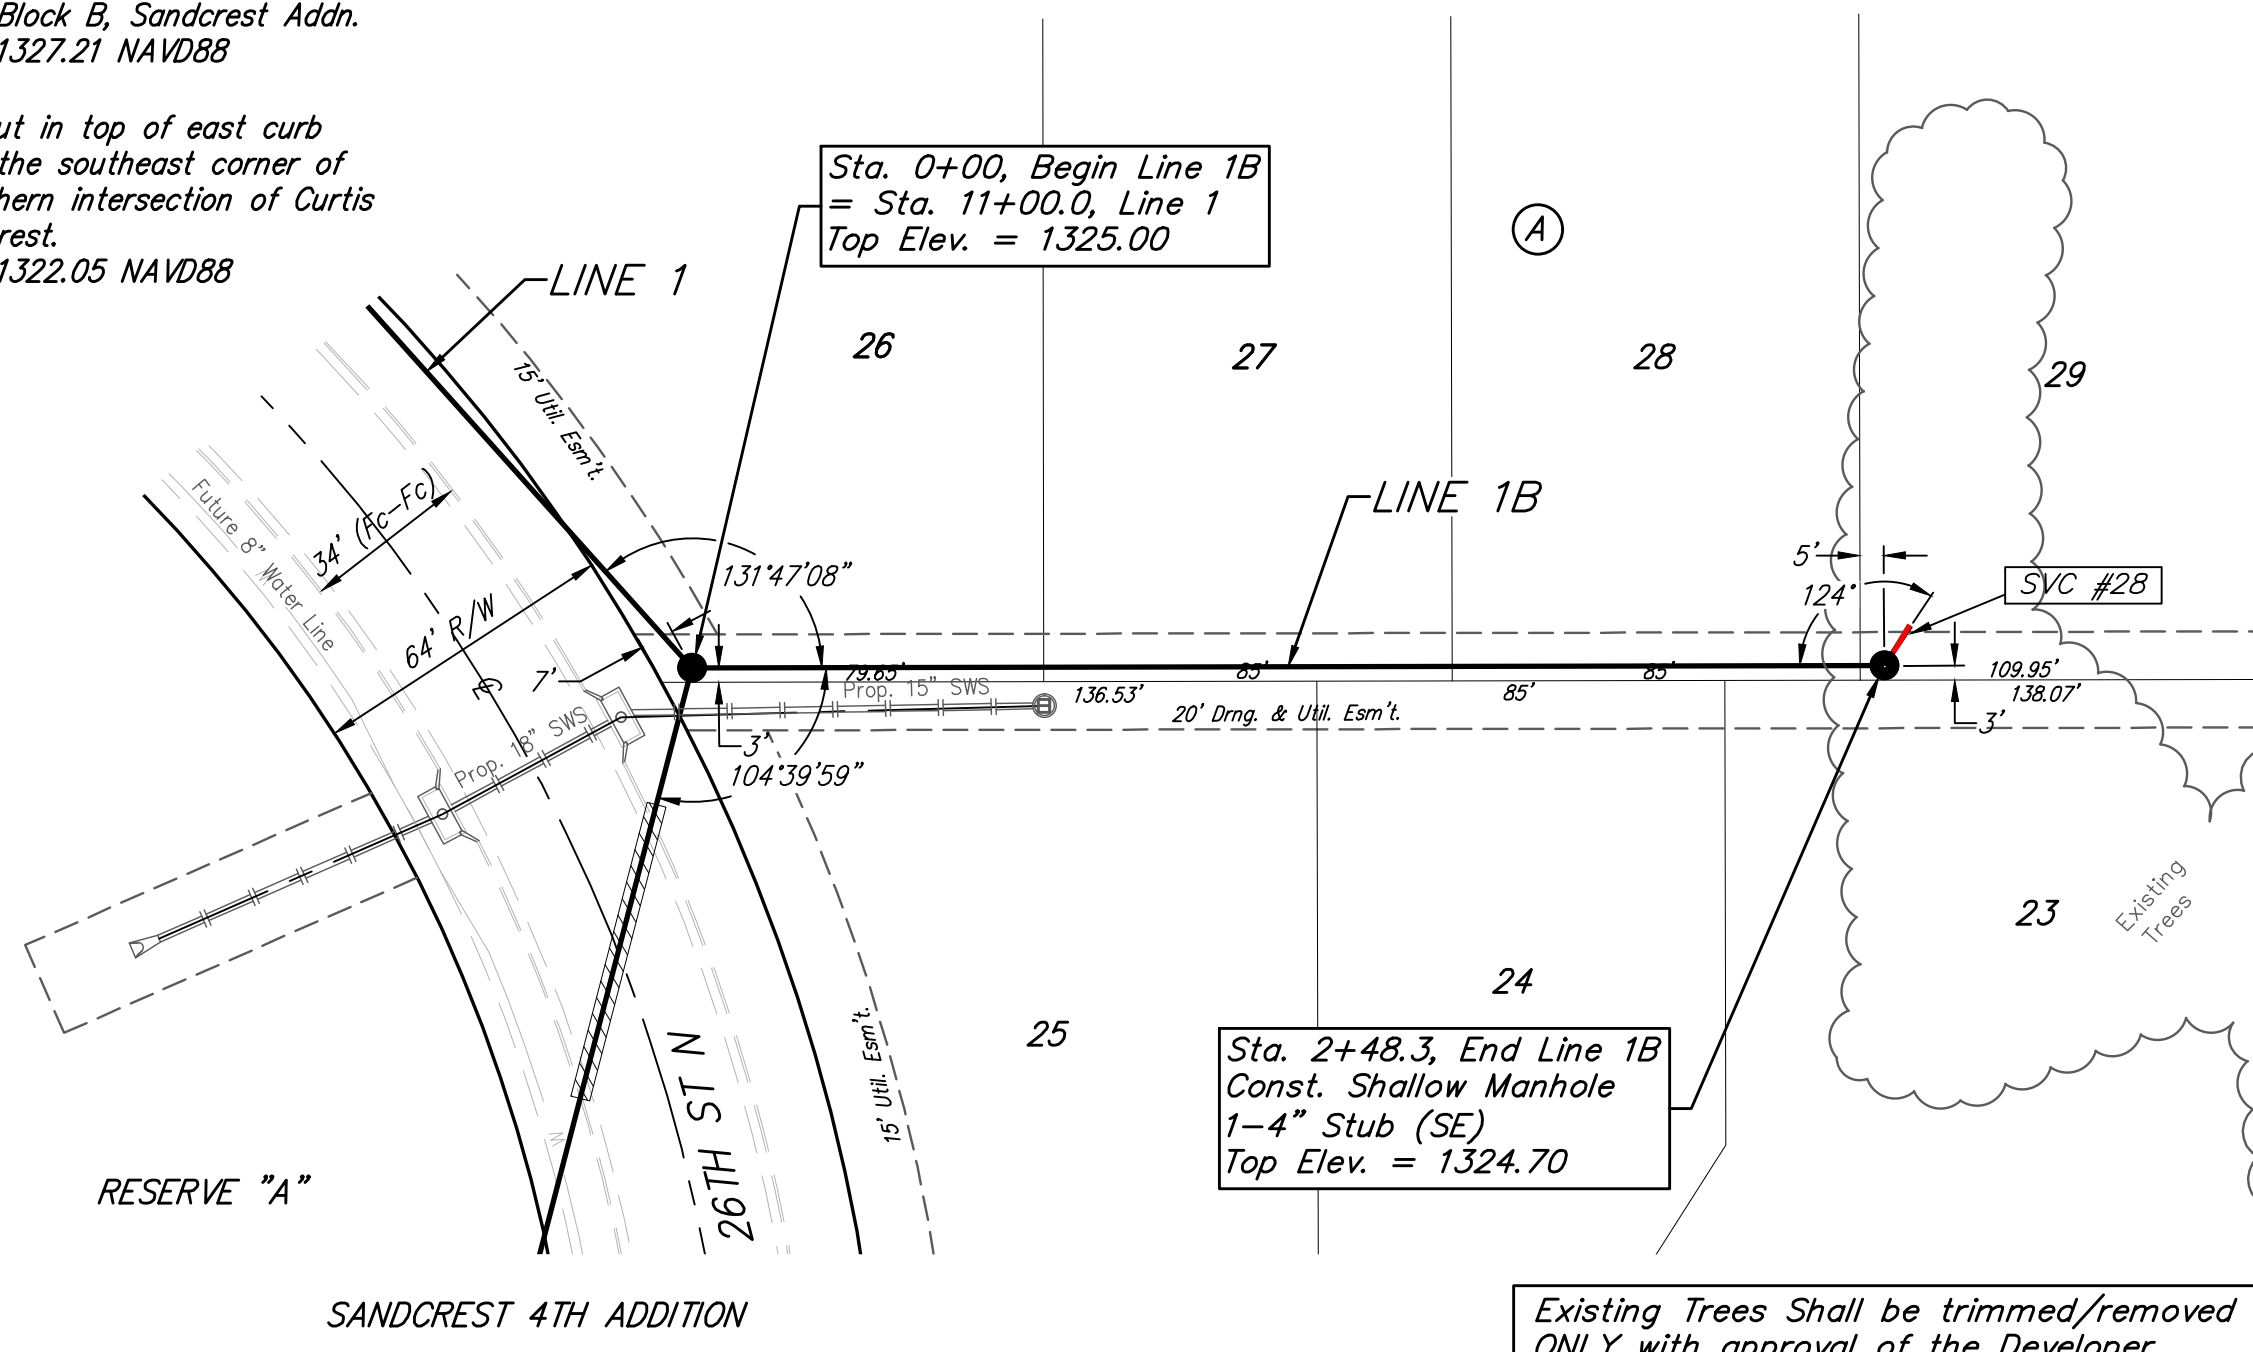 Block B, Sandcrest Addn.
1327.21 NAVD88
ut in top of east curb
the southeast corner of
hern intersection of Curtis
rest.
1322.05 NAVD88
Sta. 0+00, Begin Line 1B
= Sta. 11+00.0, Line 1
Top Elev. = 1325.00
A
LINE 1
26
27
28
29
15' Util. Esm't.
LINE 1B
Future 8" Water Line
34' (Fc-Fc)
64' R/W
131°47'08"
5'
124°
SVC #28
7'
79.65'
85'
85'
109.95'
Prop. 15" SWS
136.53'
85'
138.07'
20' Drng. & Util. Esm't.
3'
3'
Prop. 18" SWS
104°39'59"
23
Existing
Trees
24
25
15' Util. Esm't.
26TH ST N
W
Sta. 2+48.3, End Line 1B
Const. Shallow Manhole
1-4" Stub (SE)
Top Elev. = 1324.70
RESERVE "A"
SANDCREST 4TH ADDITION
Existing Trees Shall be trimmed/removed
ONLY with approval of the Developer